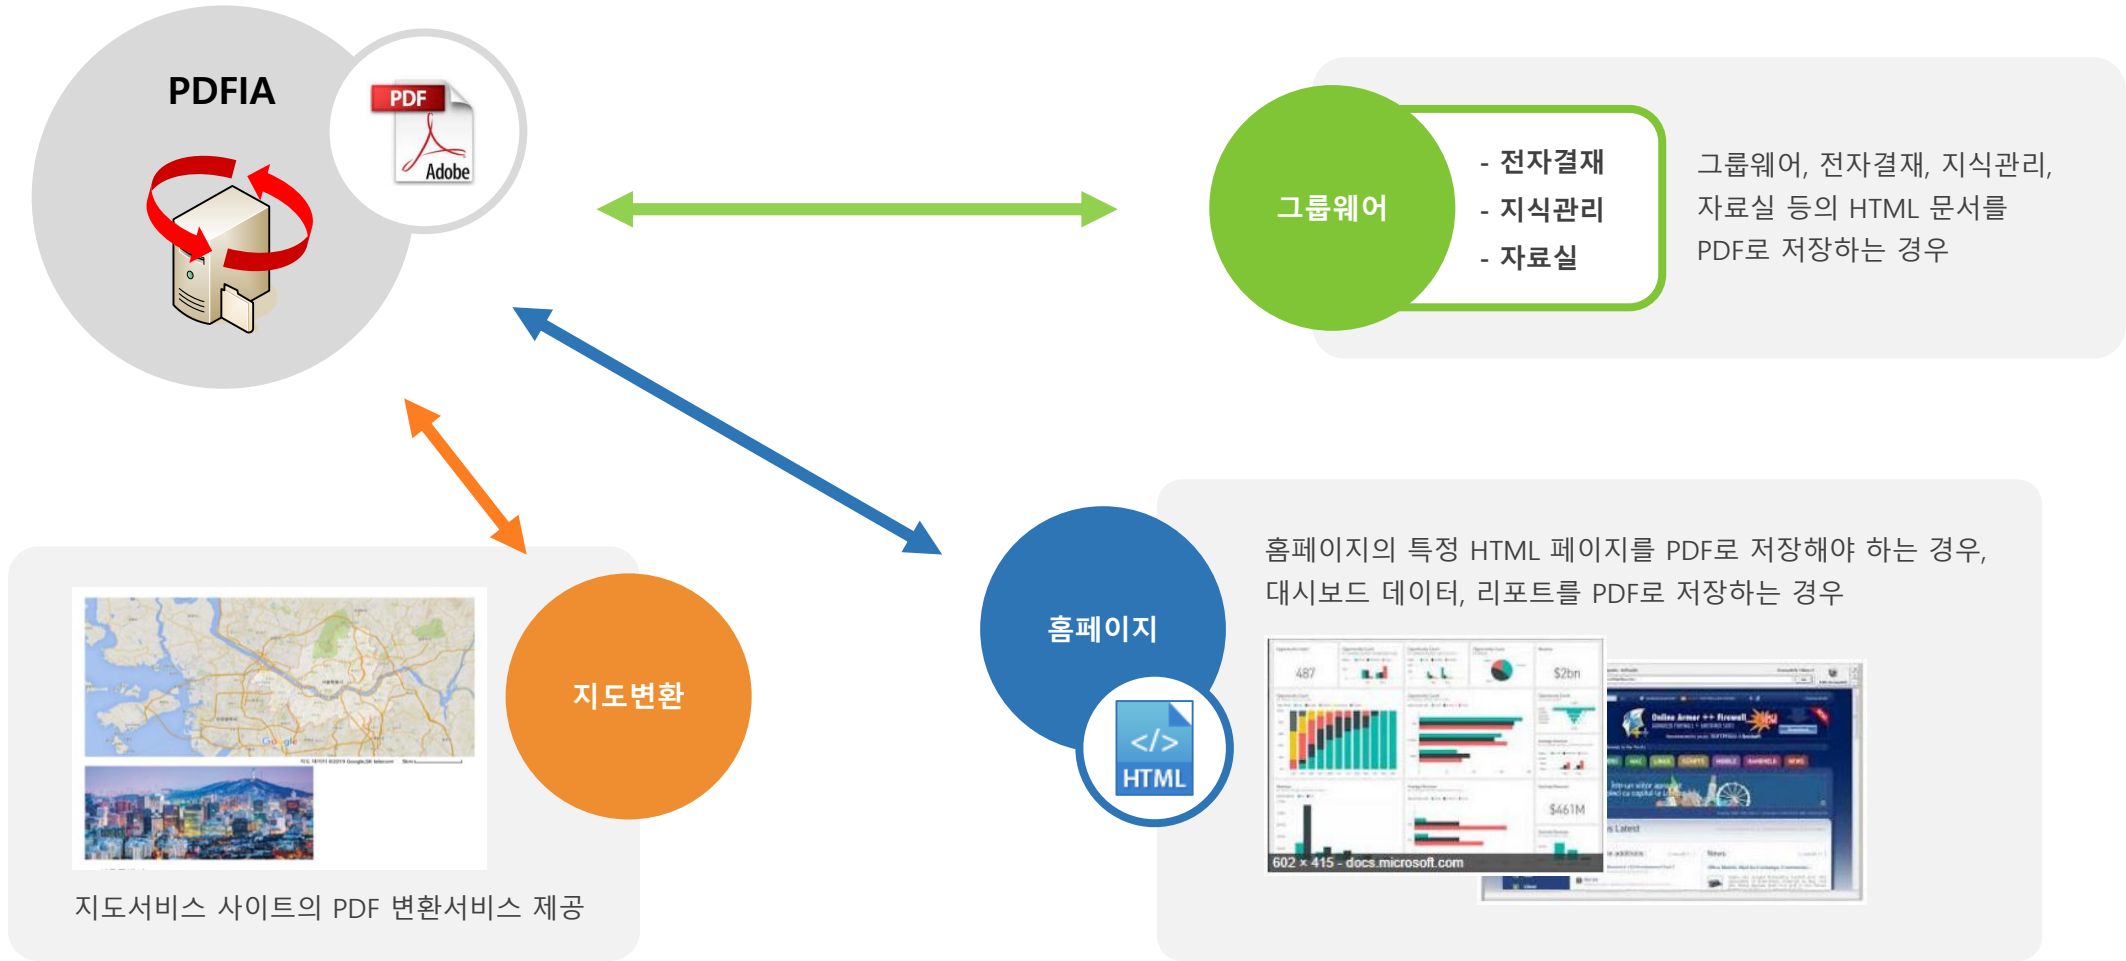 PDFIA
PDF
Adobe
그룹웨어
- 전자결재
- 지식관리
- 자료실
그룹웨어, 전자결재, 지식관리,
자료실 등의 HTML 문서를
PDF로 저장하는 경우
지도변환
Google
지도서비스 사이트의 PDF 변환서비스 제공
홈페이지
</>
HTML
홈페이지의 특정 HTML 페이지를 PDF로 저장해야 하는 경우,
대시보드 데이터, 리포트를 PDF로 저장하는 경우
487
$2bn
$461M
602 × 415 - docs.microsoft.com
Online Armor ++ Firewall
News